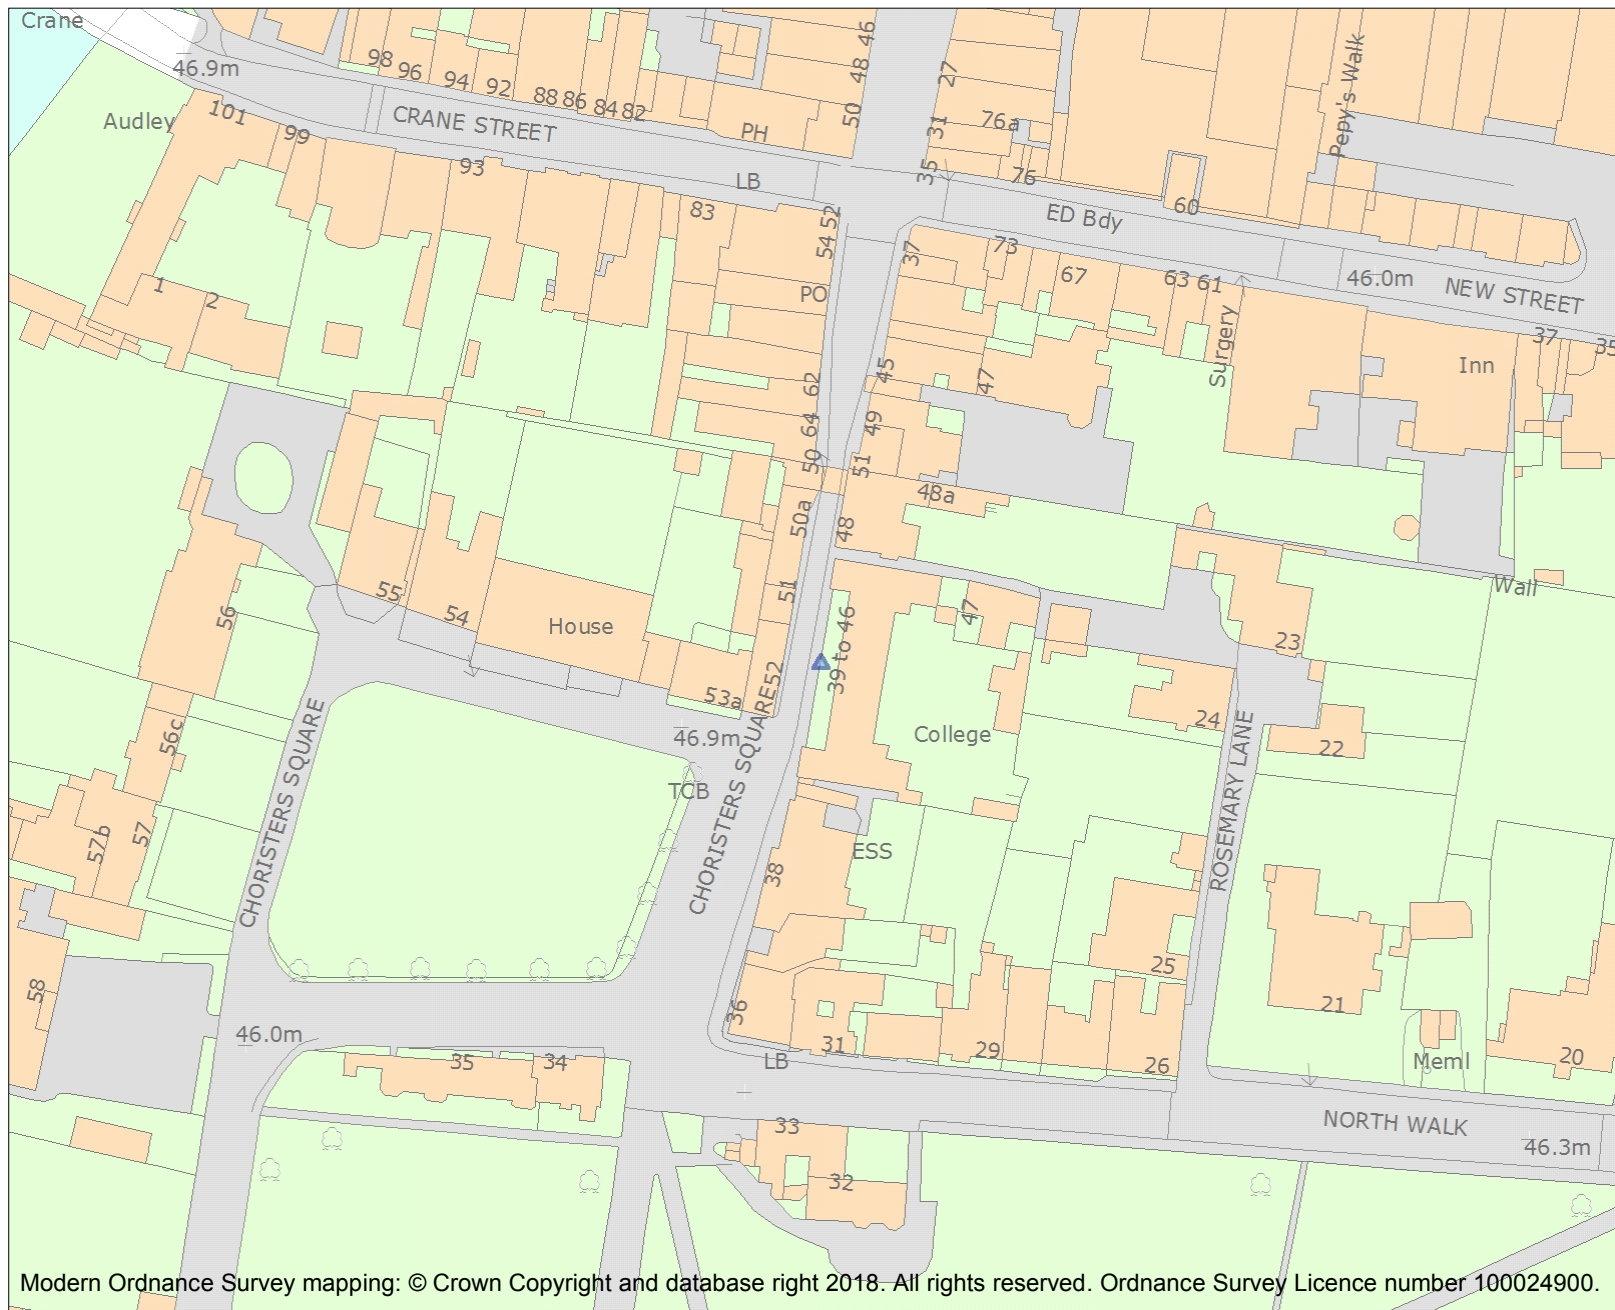 Crane
46.9m
98
96
94
92
88
86
84
82
PH
46
48
50
27
31
35
76a
76
Pepy's Walk
Audley
101
99
CRANE STREET
93
LB
83
52
54
ED Bdy
60
37
73
67
63
61
46.0m
NEW STREET
1
2
PO
Surgery
37
35
Inn
45
47
62
64
49
50
51
48a
50a
48
Wall
55
54
56
House
51
39 to 46
47
23
52
53a
46.9m
TCB
College
24
22
56c
CHORISTERS SQUARE
CHORISTERS SQUARE
ROSEMARY LANE
57b
57
38
ESS
58
25
21
36
46.0m
35
34
31
LB
29
26
Meml
20
33
NORTH WALK
46.3m
32
Modern Ordnance Survey mapping: © Crown Copyright and database right 2018. All rights reserved. Ordnance Survey Licence number 100024900.